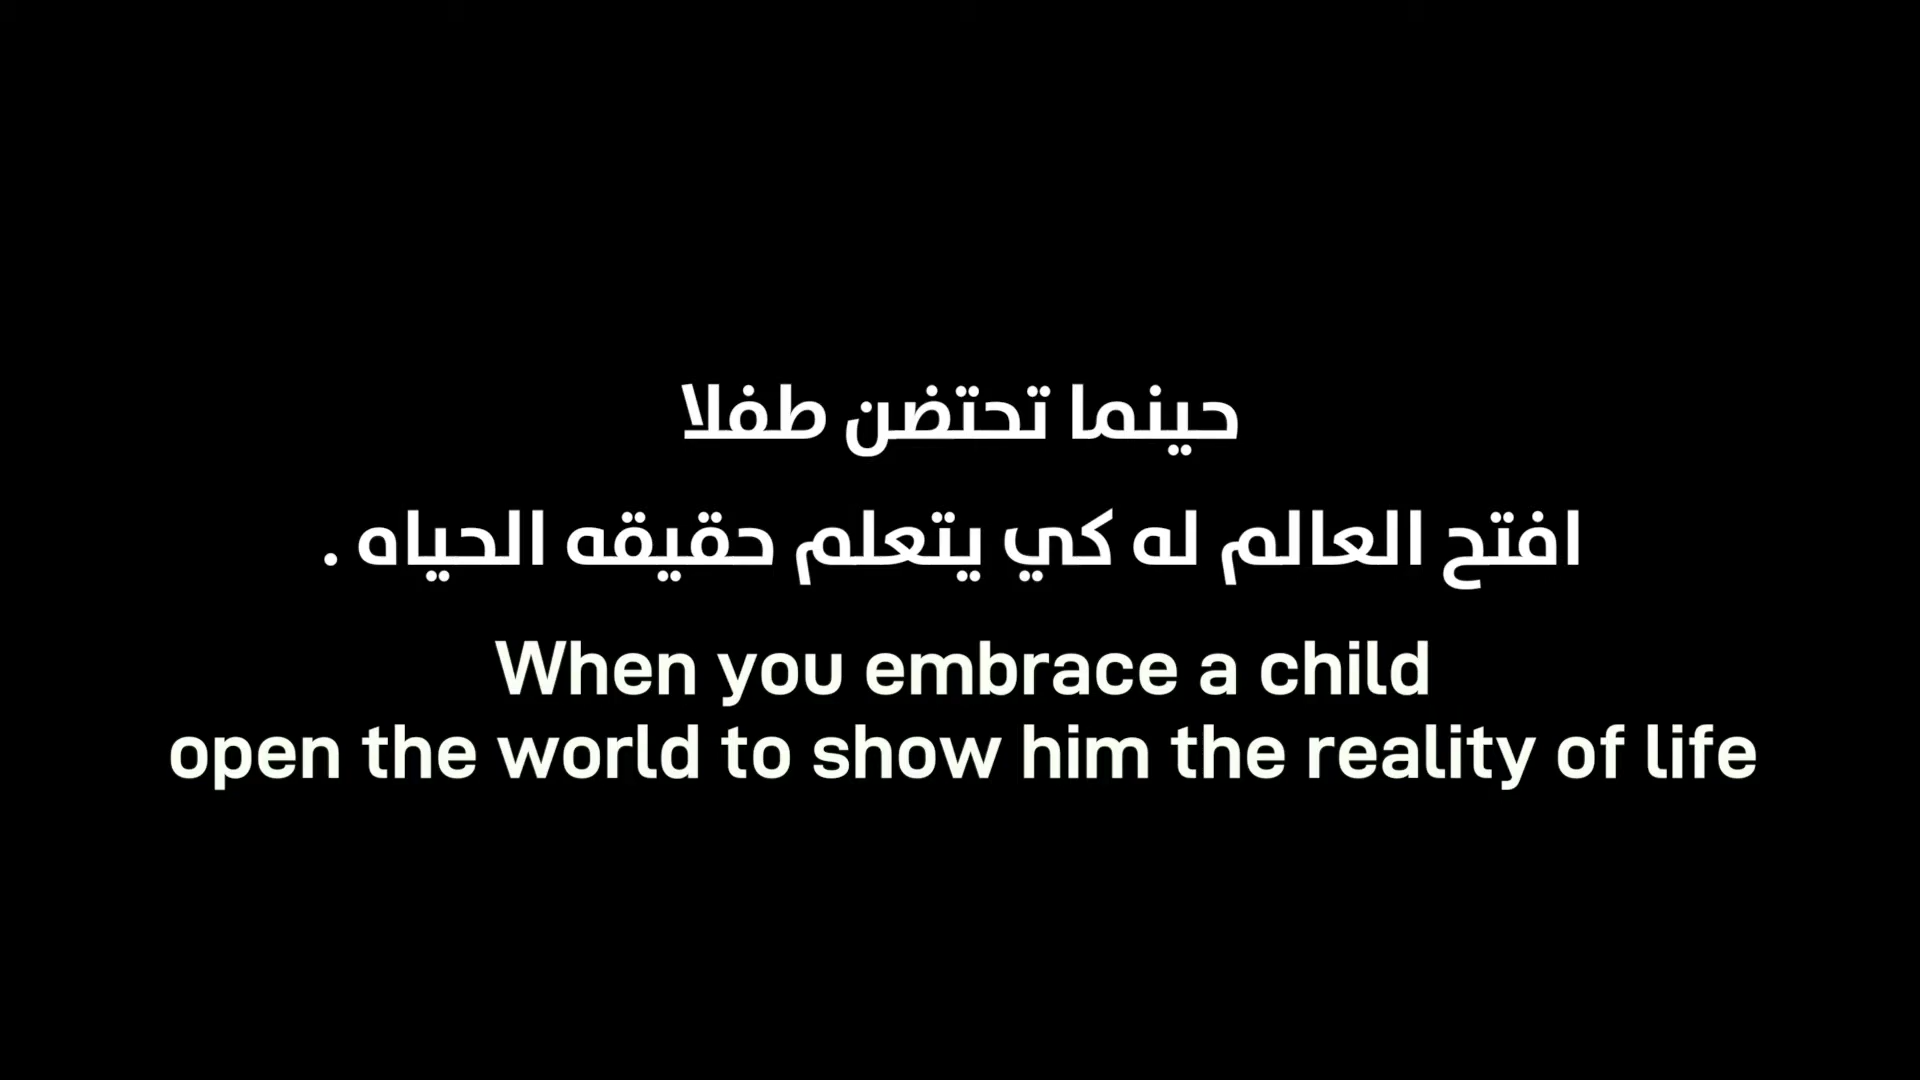 حينما تحتضن طفلا
افتح العالم له كي يتعلم حقيقه الحياه .
When you embrace a child
open the world to show him the reality of life